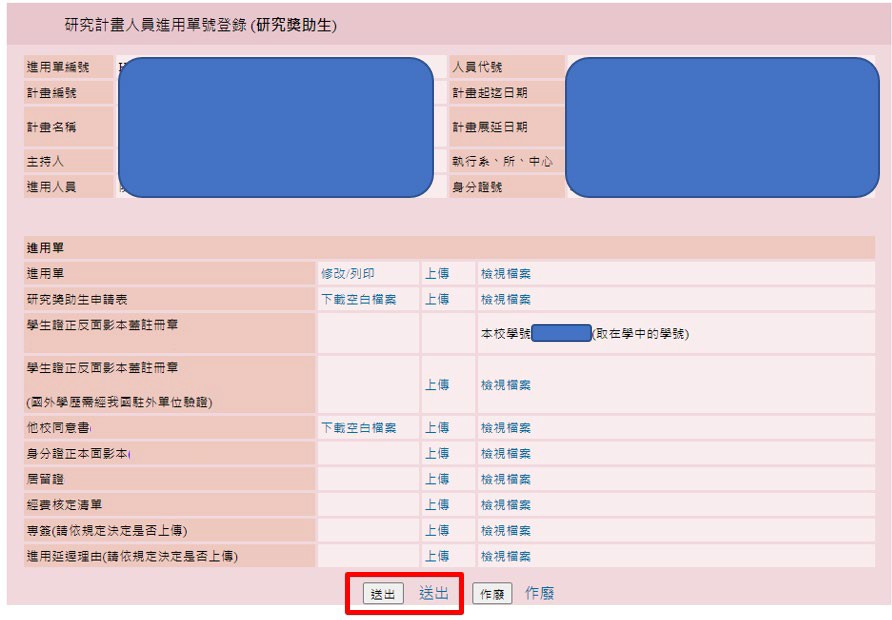 研究計畫人員進用單號登錄 (研究獎助生)
進用單編號 人員代號
計畫編號 計畫起迄日期
計畫名稱 計畫展延日期
主持人 執行系、所、中心
進用人員 身分證號
進用單
進用單 修改/列印 上傳 檢視檔案
研究獎助生申請表 下載空白檔案 上傳 檢視檔案
學生證正反面影本蓋註冊章 本校學號 (取在學中的學號)
學生證正反面影本蓋註冊章
上傳 檢視檔案
(國外學歷需經我國駐外單位驗證)
他校同意書 下載空白檔案 上傳 檢視檔案
身分證正本面影本( 上傳 檢視檔案
居留證 上傳 檢視檔案
經費核定清單 上傳 檢視檔案
專簽(請依規定決定是否上傳) 上傳 檢視檔案
進用延遲理由(請依規定決定是否上傳) 上傳 檢視檔案
送出 送出 作廢 作廢